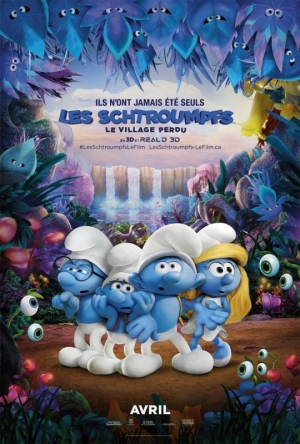 ILS N'ONT JAMAIS ÉTÉ SEULS
LES SCHTROUMPFS
LE VILLAGE PERDU
EN 3D ET REALD 3D
#LesSchtroumpfsLeFilm LesSchtroumpfs-LeFilm.ca
AVRIL